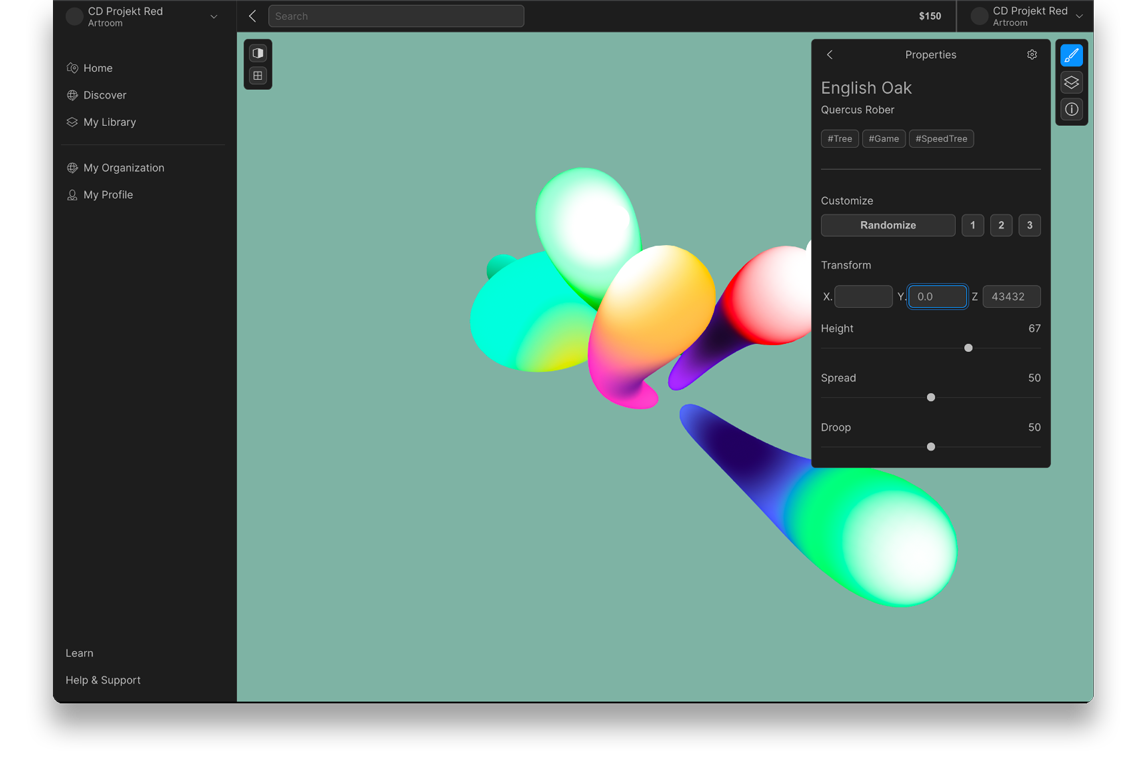 CD Projekt Red
Artroom
Home
Discover
My Library
My Organization
My Profile
Learn
Help & Support
Search
$150
CD Projekt Red
Artroom
Properties
English Oak
Quercus Rober
#Tree #Game #SpeedTree
Customize
Randomize 1 2 3
Transform
X. Y. 0.0 Z 43432
Height 67
Spread 50
Droop 50